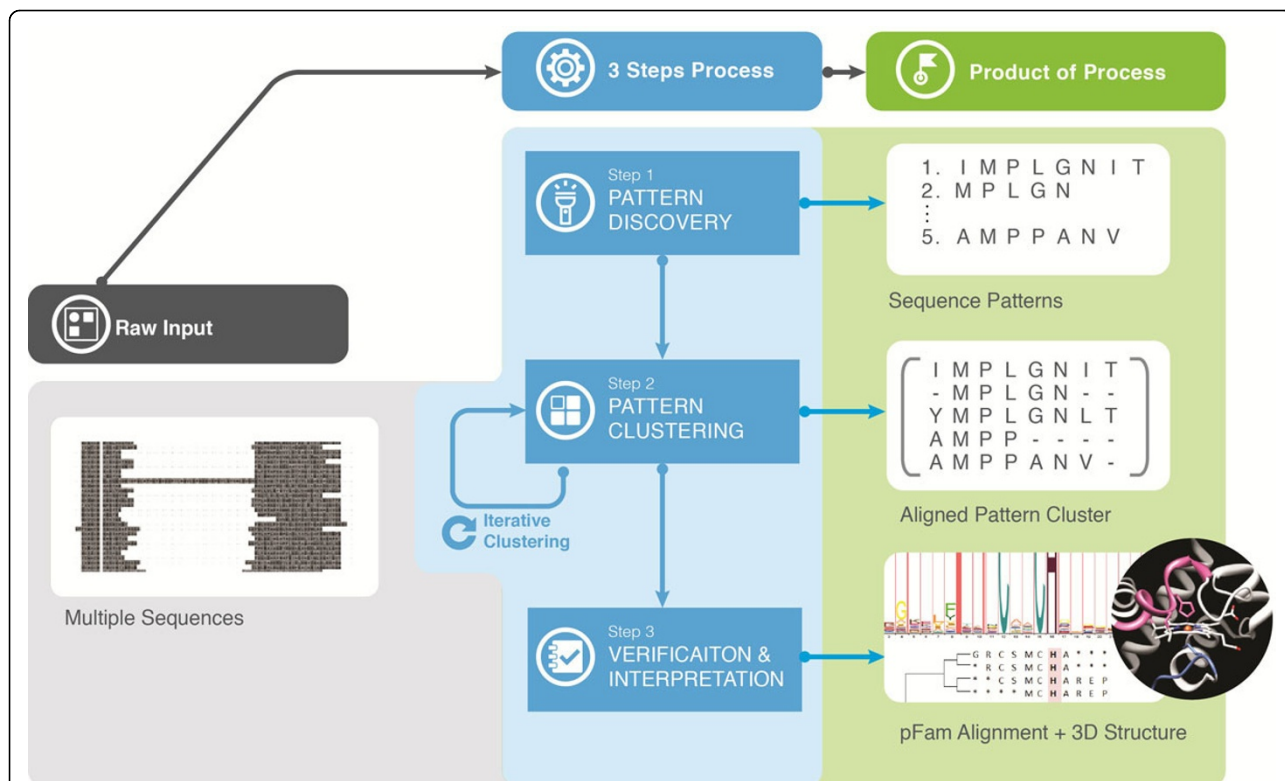 3 Steps Process
Product of Process
Raw Input
Multiple Sequences
Step 1
PATTERN
DISCOVERY
1. I M P L G N I T
2. M P L G N
⋮
5. A M P P A N V
Sequence Patterns
Step 2
PATTERN
CLUSTERING
Iterative
Clustering
I M P L G N I T
- M P L G N - -
Y M P L G N L T
A M P P - - - -
A M P P A N V -
Aligned Pattern Cluster
Step 3
VERIFICAITON &
INTERPRETATION
G R C S M C H A * * *
* R C S M C H A * * *
* * C S M C H A R E P
* * * * M C H A R E P
pFam Alignment + 3D Structure